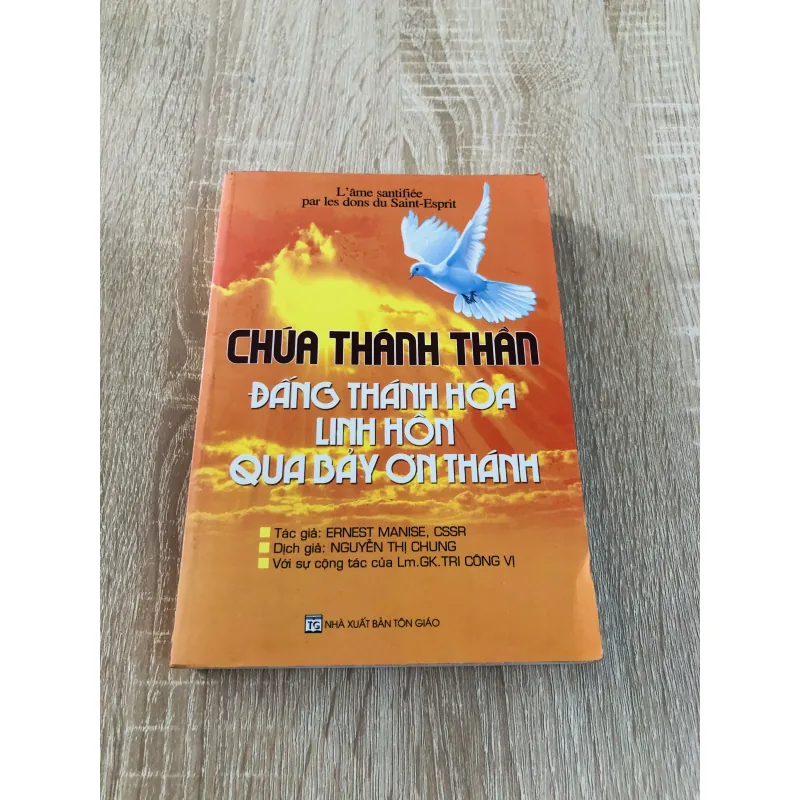 L'âme santifiée
par les dons du Saint-Esprit
CHÚA THÁNH THẦN
ĐẤNG THÁNH HÓA
LINH HỒN
QUA BẢY ƠN THÁNH
Tác giả: ERNEST MANISE, CSSR
Dịch giả: NGUYỄN THỊ CHUNG
Với sự cộng tác của Lm.GK.TRI CÔNG VỊ
TG NHÀ XUẤT BẢN TÔN GIÁO